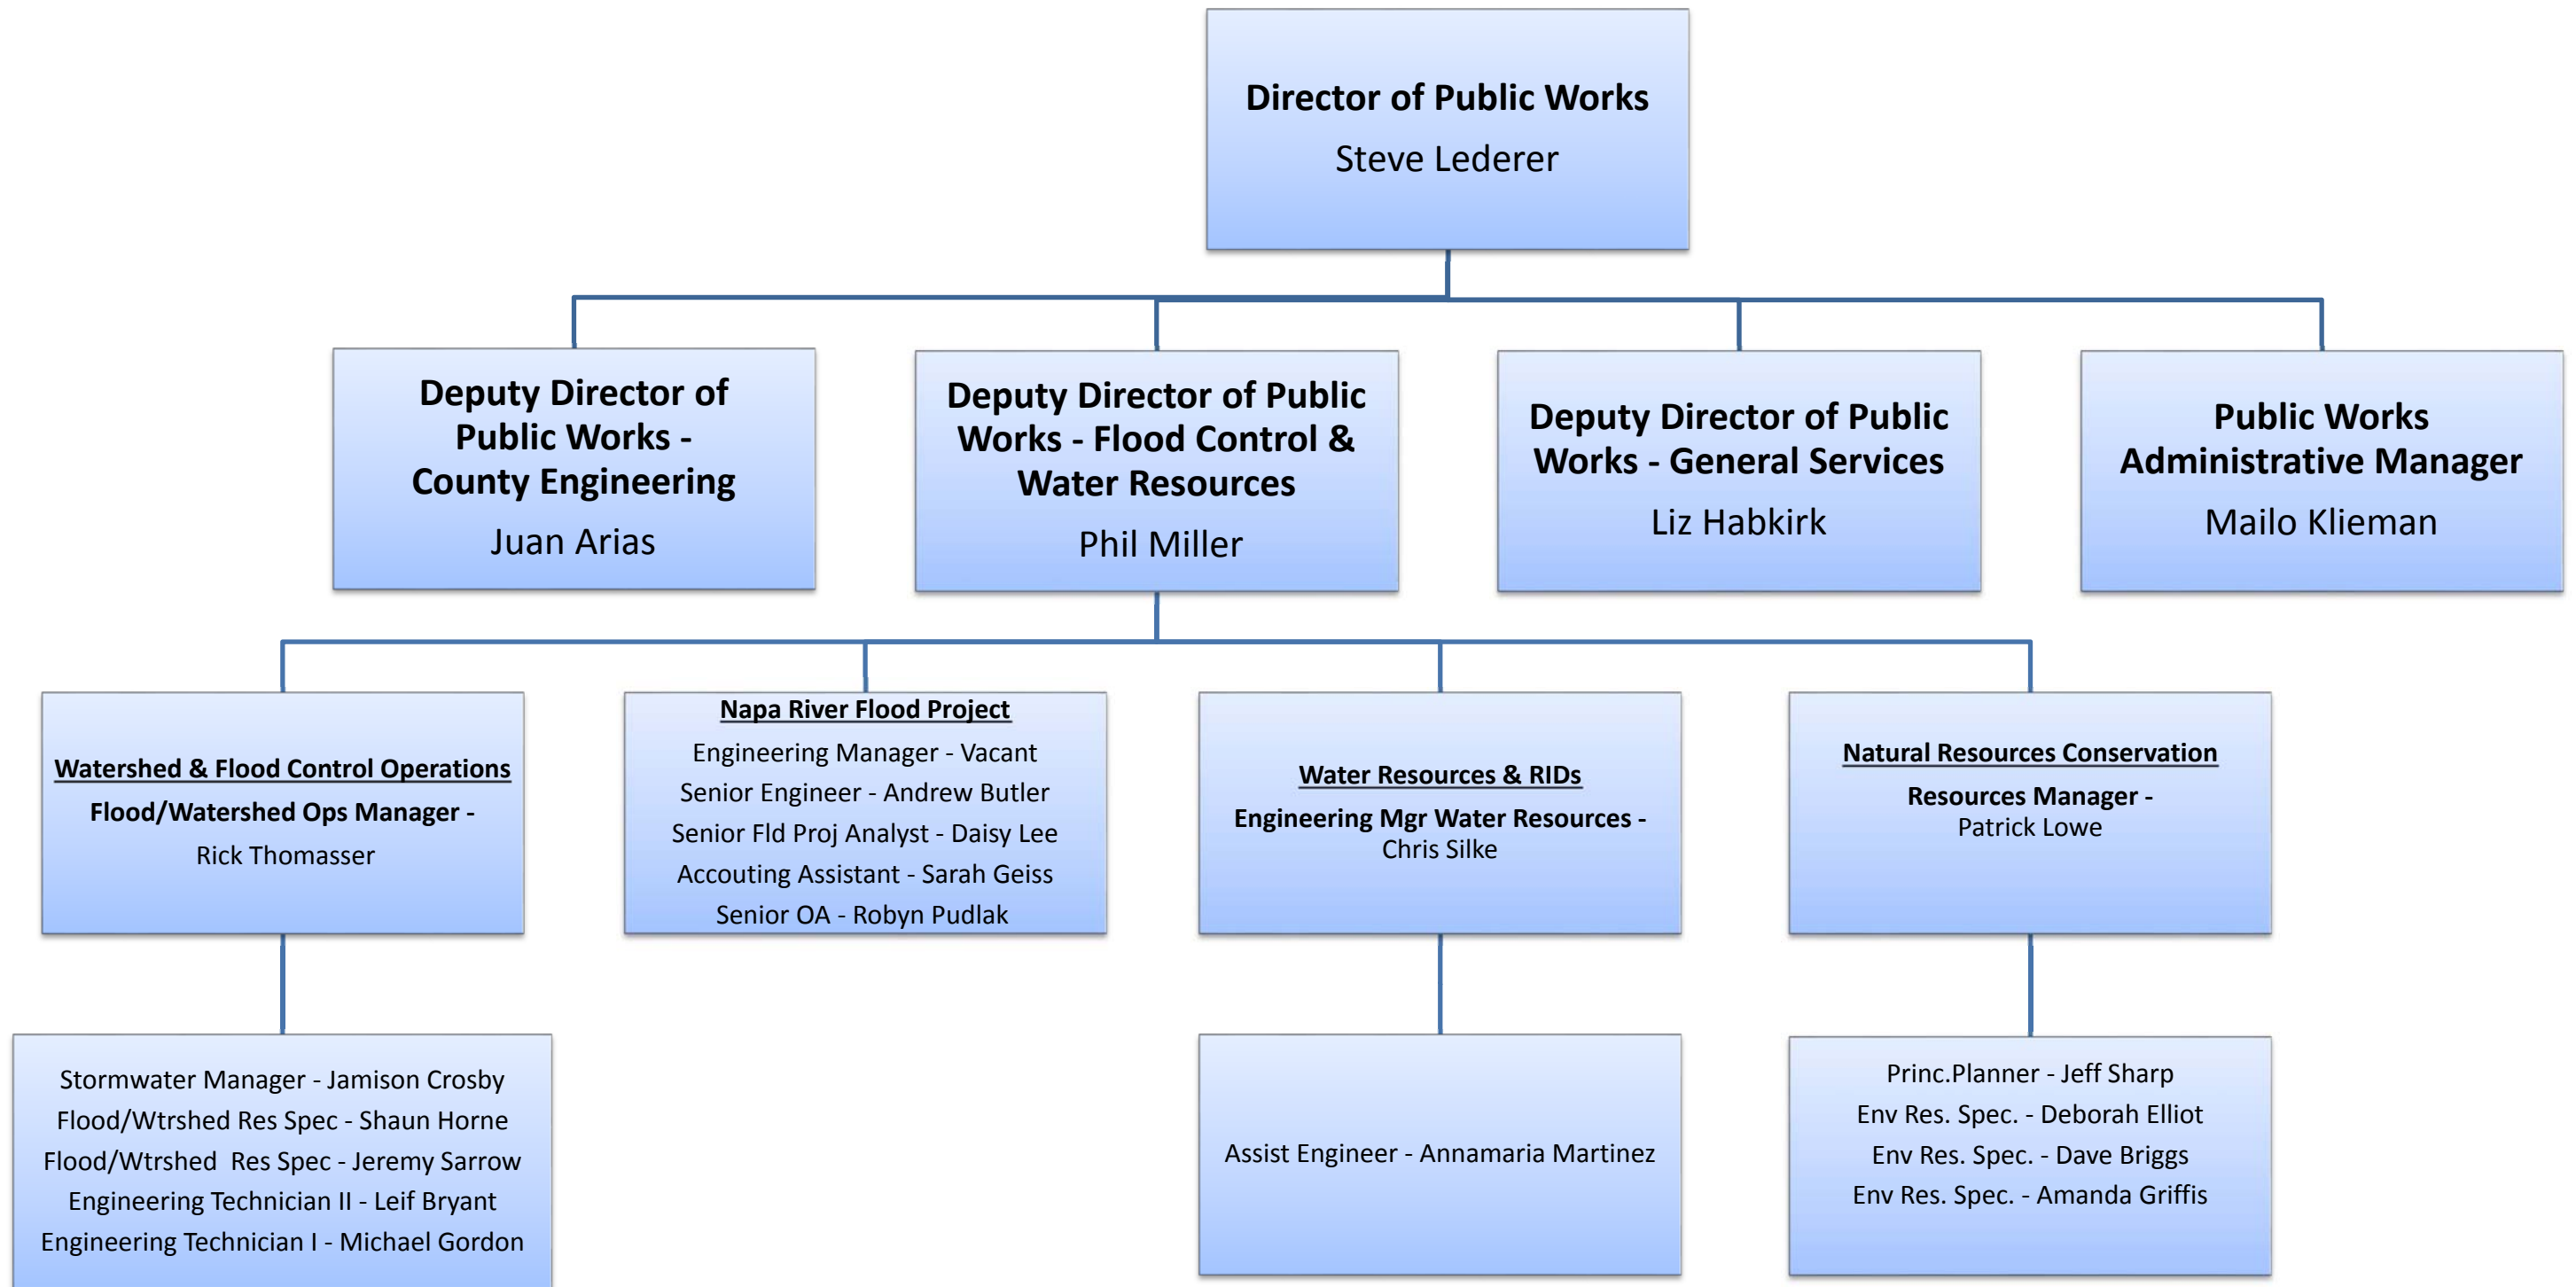 Director of Public Works
Steve Lederer
Deputy Director of
Public Works -
County Engineering
Juan Arias
Deputy Director of Public
Works - Flood Control &
Water Resources
Phil Miller
Deputy Director of Public
Works - General Services
Liz Habkirk
Public Works
Administrative Manager
Mailo Klieman
Watershed & Flood Control Operations
Flood/Watershed Ops Manager -
Rick Thomasser
Napa River Flood Project
Engineering Manager - Vacant
Senior Engineer - Andrew Butler
Senior Fld Proj Analyst - Daisy Lee
Accouting Assistant - Sarah Geiss
Senior OA - Robyn Pudlak
Water Resources & RIDs
Engineering Mgr Water Resources -
Chris Silke
Natural Resources Conservation
Resources Manager -
Patrick Lowe
Stormwater Manager - Jamison Crosby
Flood/Wtrshed Res Spec - Shaun Horne
Flood/Wtrshed  Res Spec - Jeremy Sarrow
Engineering Technician II - Leif Bryant
Engineering Technician I - Michael Gordon
Assist Engineer - Annamaria Martinez
Princ.Planner - Jeff Sharp
Env Res. Spec. - Deborah Elliot
Env Res. Spec. - Dave Briggs
Env Res. Spec. - Amanda Griffis